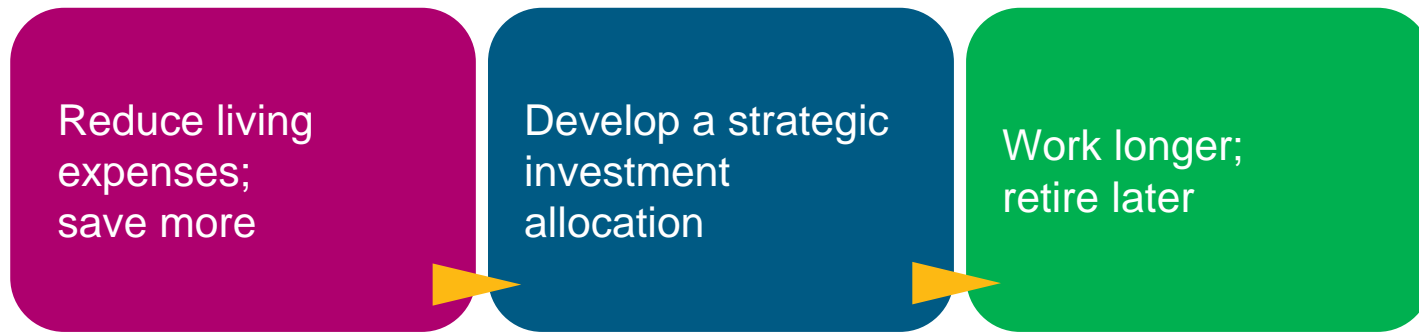 Reduce living
expenses;
save more
Develop a strategic
investment
allocation
Work longer;
retire later